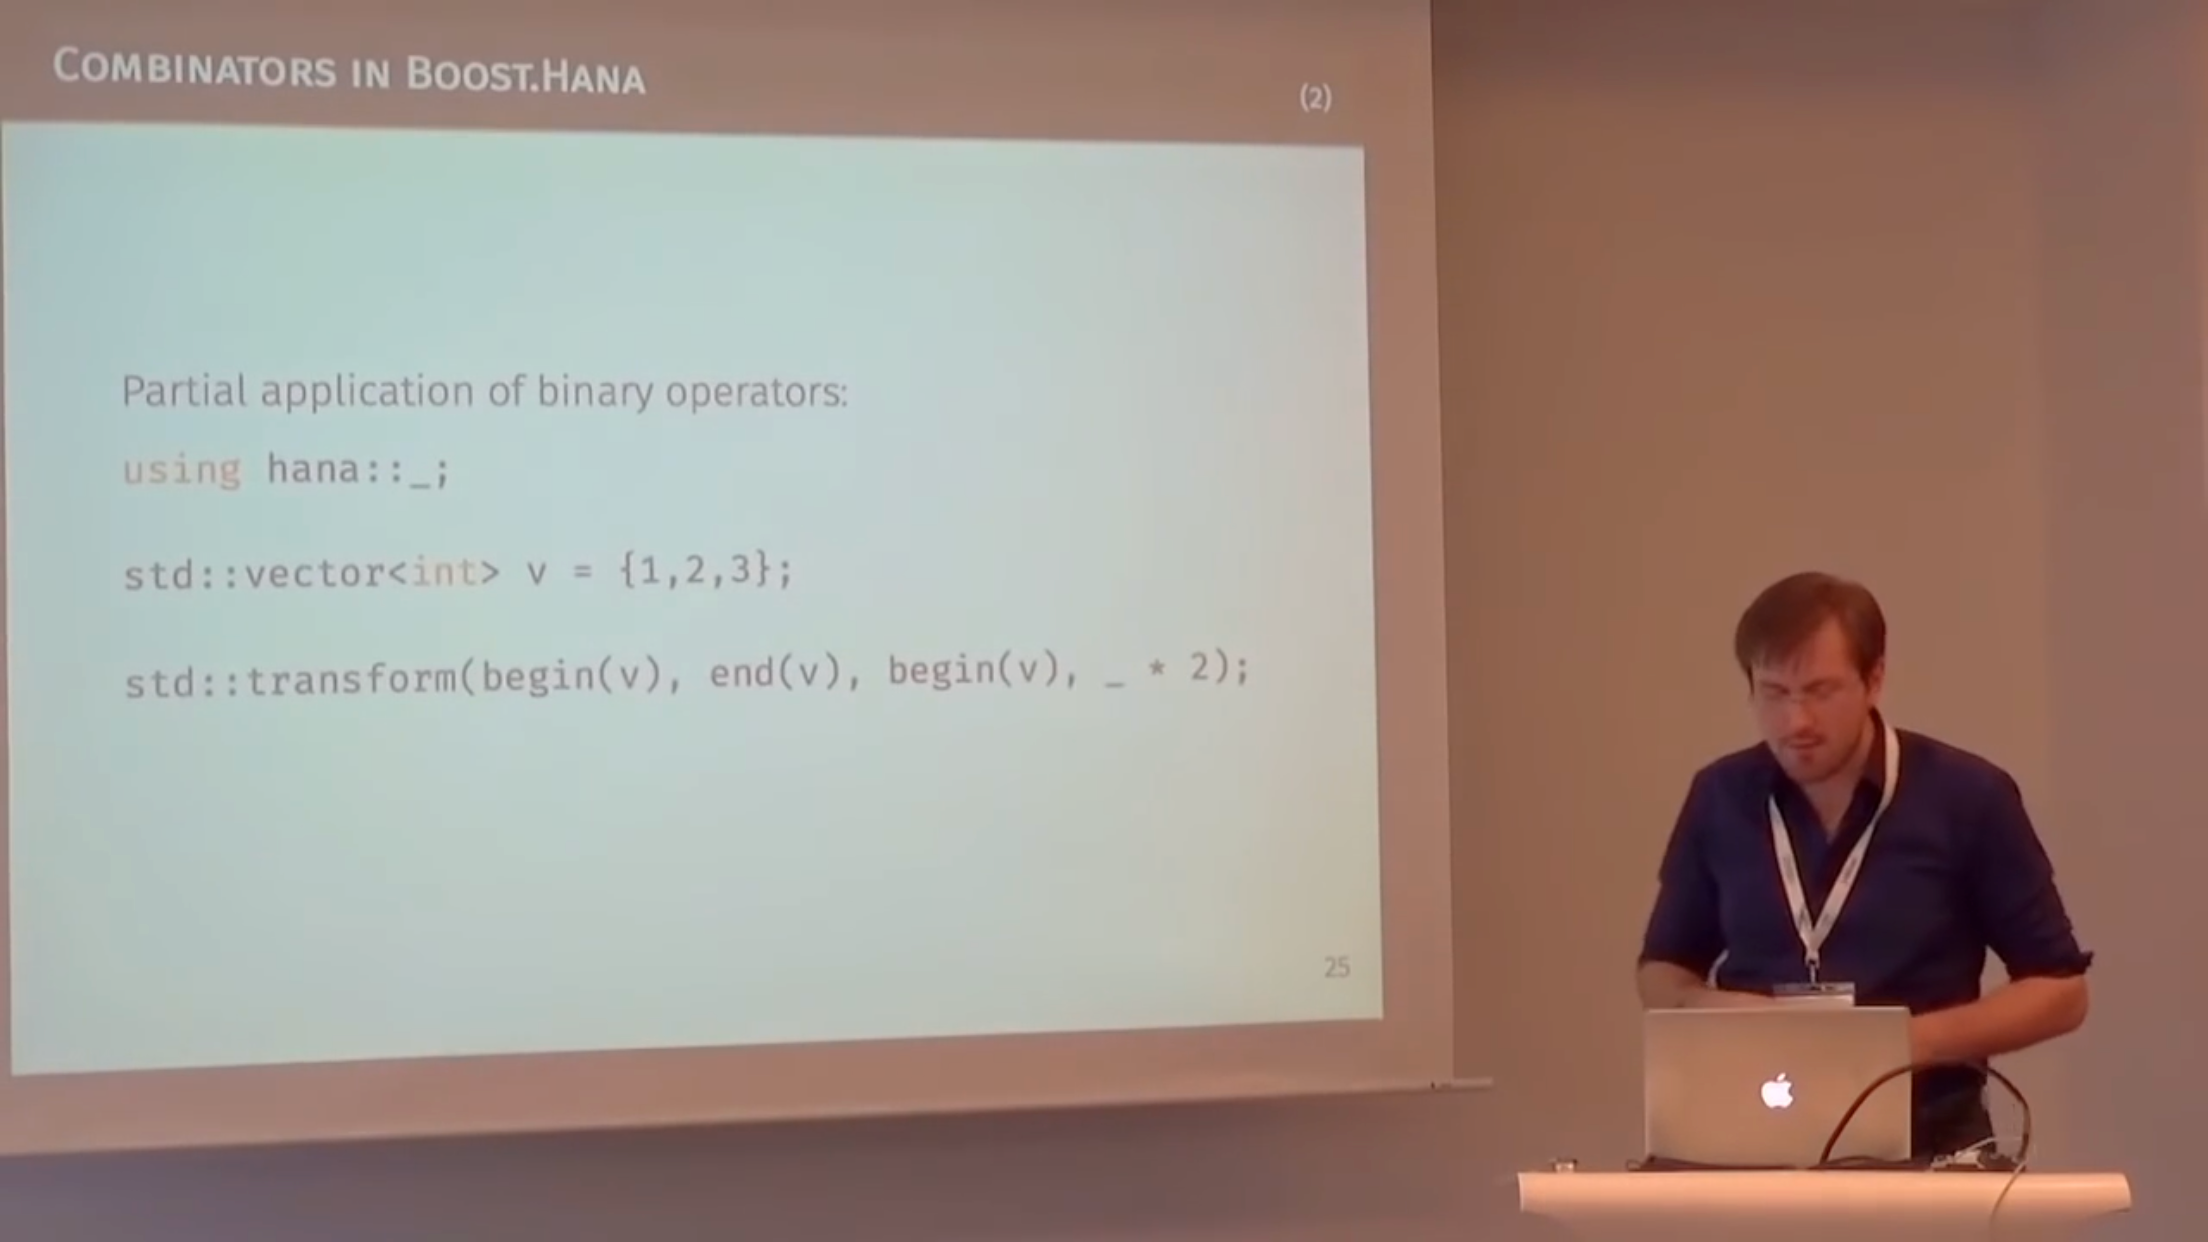 COMBINATORS IN BOOST.HANA
(2)
Partial application of binary operators:
using hana::_;
std::vector<int> v = {1,2,3};
std::transform(begin(v), end(v), begin(v), _ * 2);
25